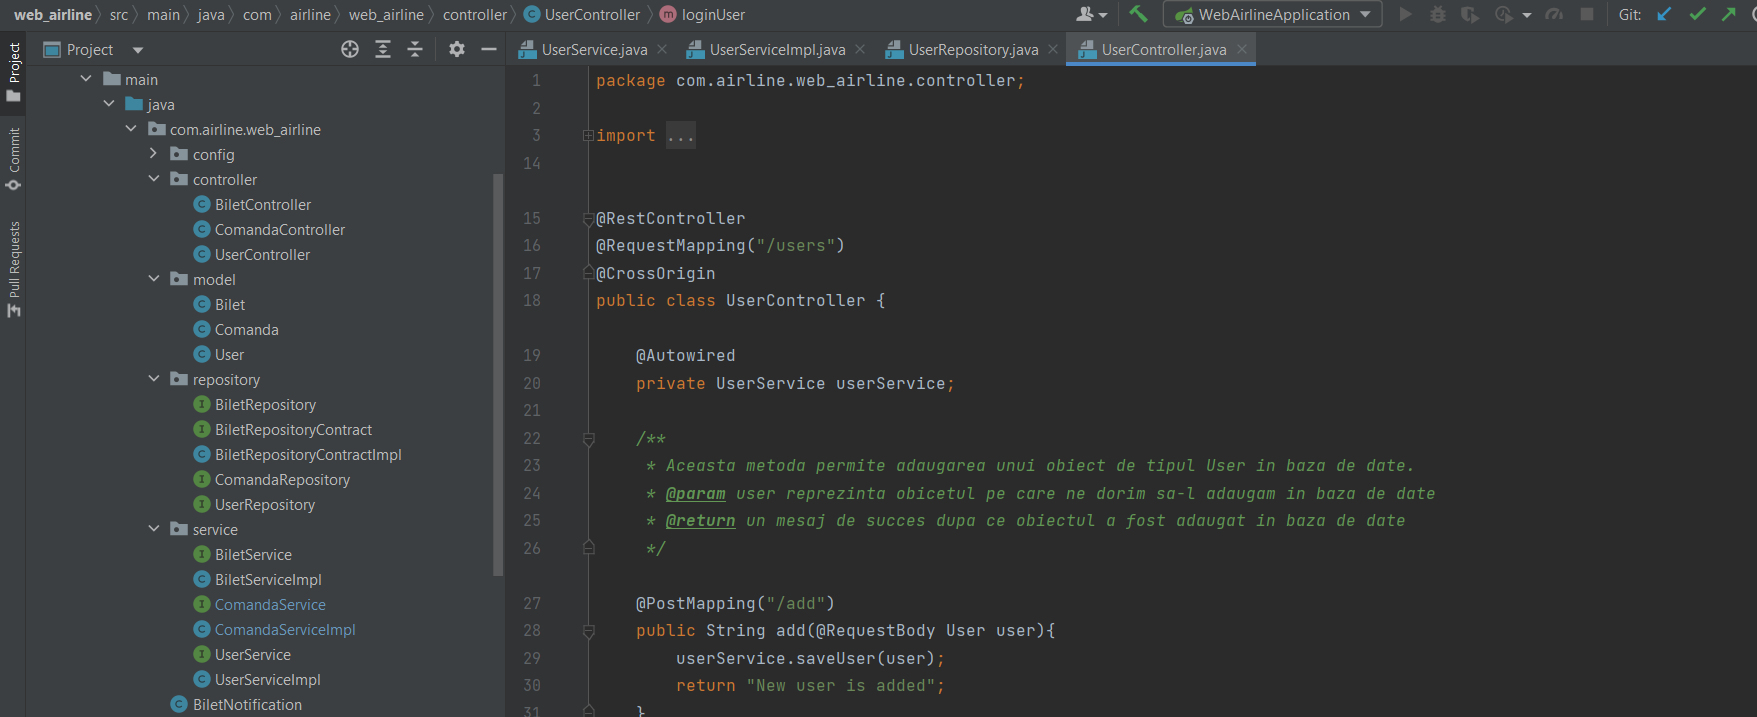 web_airline src main java com airline web_airline controller UserController loginUser
WebAirlineApplication
Git:
Project
Commit
Pull Requests
Project
main
java
com.airline.web_airline
config
controller
BiletController
ComandaController
UserController
model
Bilet
Comanda
User
repository
BiletRepository
BiletRepositoryContract
BiletRepositoryContractImpl
ComandaRepository
UserRepository
service
BiletService
BiletServiceImpl
ComandaService
ComandaServiceImpl
UserService
UserServiceImpl
BiletNotification
UserService.java UserServiceImpl.java UserRepository.java UserController.java
1 package com.airline.web_airline.controller;
2
3 import ...
14
15 @RestController
16 @RequestMapping("/users")
17 @CrossOrigin
18 public class UserController {
19 @Autowired
20 private UserService userService;
21
22 /**
23 * Aceasta metoda permite adaugarea unui obiect de tipul User in baza de date.
24 * @param user reprezinta obicetul pe care ne dorim sa-l adaugam in baza de date
25 * @return un mesaj de succes dupa ce obiectul a fost adaugat in baza de date
26 */
27 @PostMapping("/add")
28 public String add(@RequestBody User user){
29 userService.saveUser(user);
30 return "New user is added";
31 }